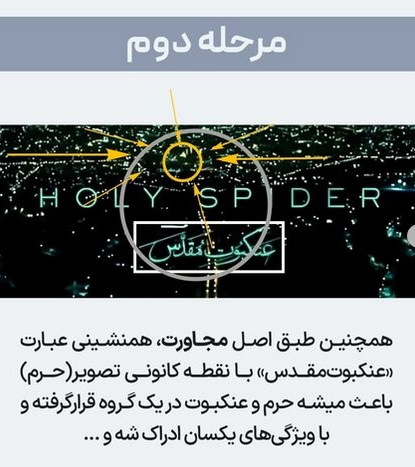 مرحله دوم
HOLY SPIDER
عنکبوت مُقدَّس
همچنین طبق اصل مجاورت، همنشینی عبارت
«عنکبوت‌مقدس» با نقطه کانونی تصویر(حرم)
باعث میشه حرم و عنکبوت در یک گروه قرارگرفته و
با ویژگی‌های یکسان ادراک شه و ...